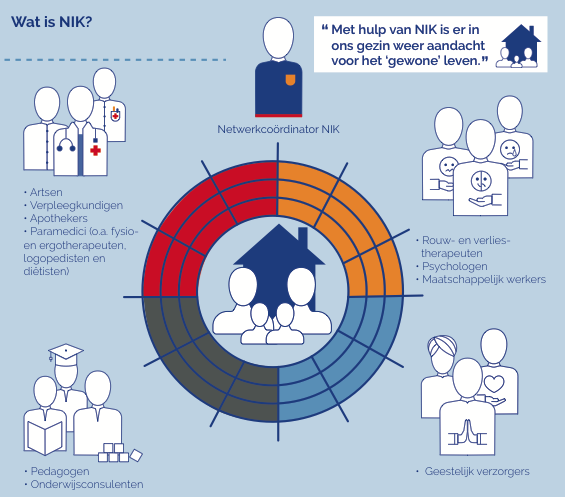 Wat is NIK?
❝ Met hulp van NIK is er in
ons gezin weer aandacht
voor het ‘gewone’ leven.❞
Netwerkcoördinator NIK
• Artsen
• Verpleegkundigen
• Apothekers
• Paramedici (o.a. fysio-
en ergotherapeuten,
logopedisten en
diëtisten)
• Rouw- en verlies-
therapeuten
• Psychologen
• Maatschappelijk werkers
• Pedagogen
• Onderwijsconsulenten
• Geestelijk verzorgers